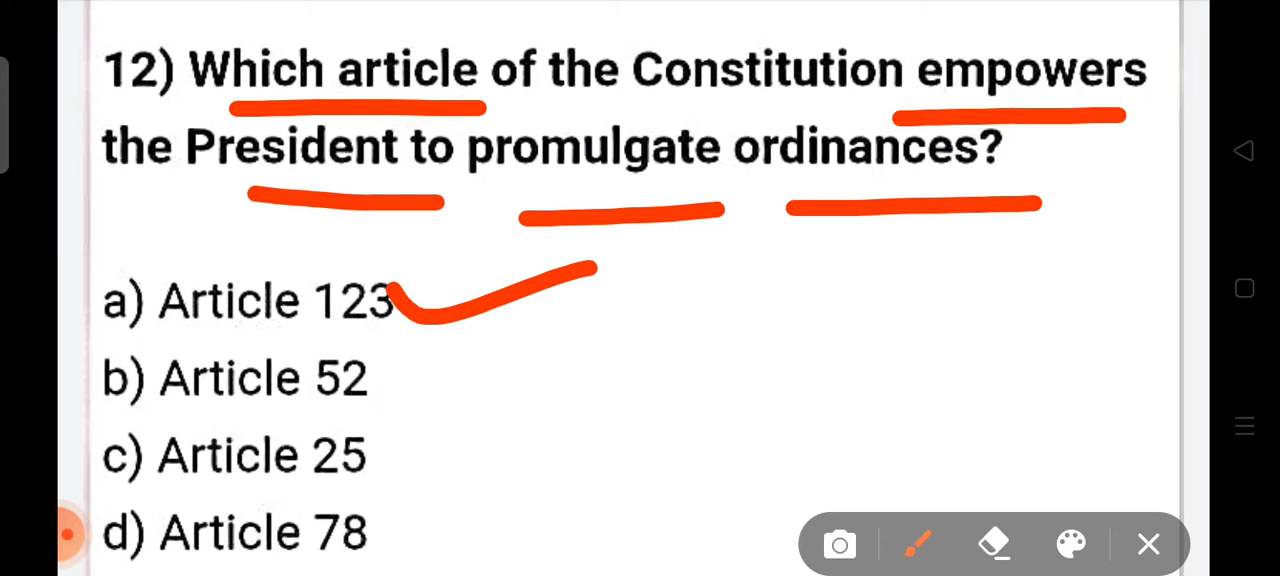 12) Which article of the Constitution empowers
the President to promulgate ordinances?
a) Article 123
b) Article 52
c) Article 25
d) Article 78